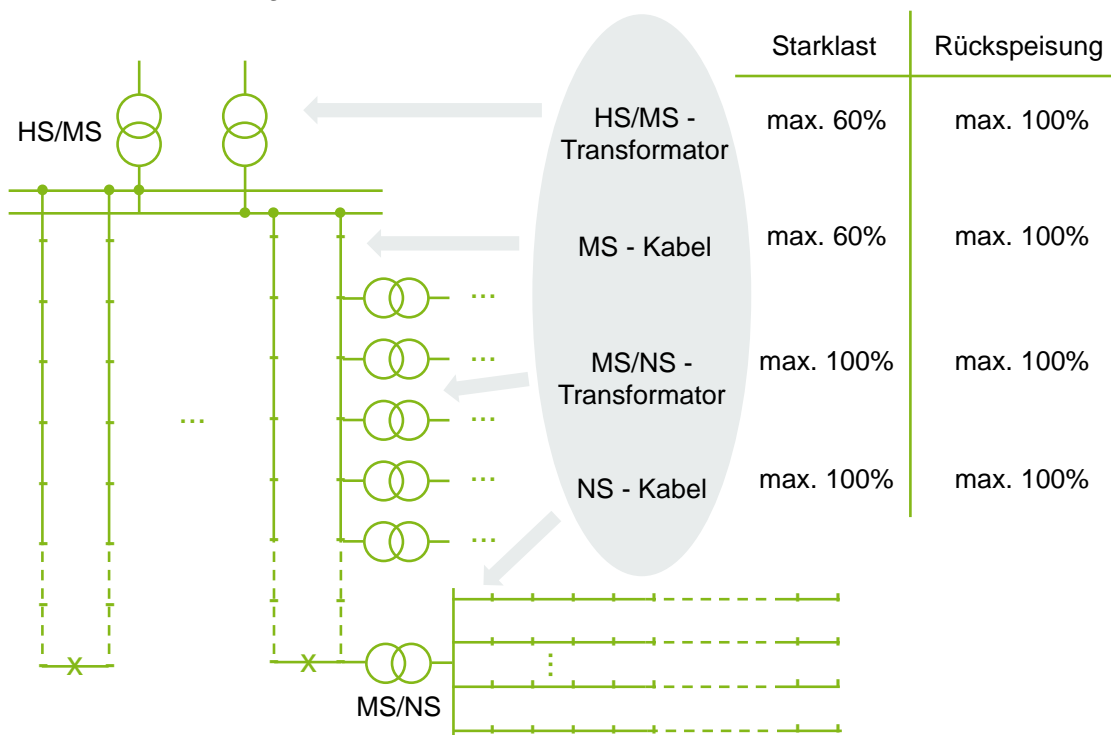 Starklast Rückspeisung
HS/MS
HS/MS -
Transformator
max. 60% max. 100%
MS - Kabel
max. 60% max. 100%
...
...
MS/NS -
Transformator
max. 100% max. 100%
...
...
...
NS - Kabel
max. 100% max. 100%
...
X
X
...
MS/NS